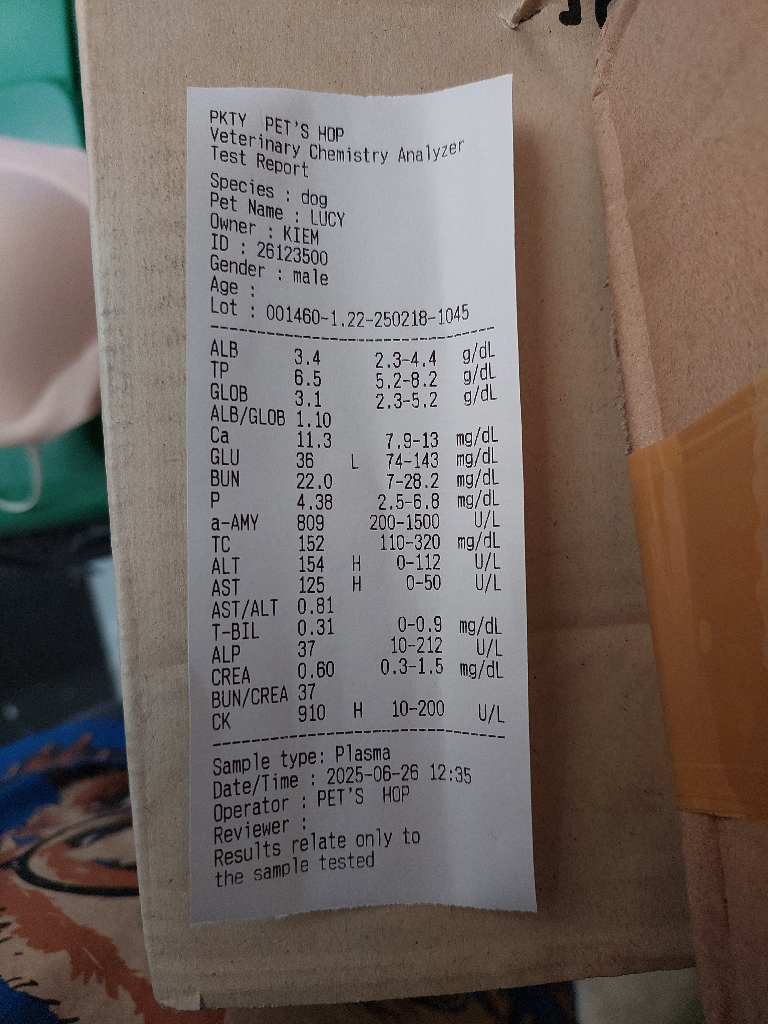 PKTY PET'S HOP
Veterinary Chemistry Analyzer
Test Report
Species : dog
Pet Name : LUCY
Owner : KIEM
ID : 26123500
Gender : male
Age :
Lot : 001460-1.22-250218-1045
ALB 3.4 2.3-4.4 g/dL
TP 6.5 5.2-8.2 g/dL
GLOB 3.1 2.3-5.2 g/dL
ALB/GLOB 1.10
Ca 11.3 7.9-13 mg/dL
GLU 36 L 74-143 mg/dL
BUN 22.0 7-28.2 mg/dL
P 4.38 2.5-6.8 mg/dL
a-AMY 809 200-1500 U/L
TC 152 110-320 mg/dL
ALT 154 H 0-112 U/L
AST 125 H 0-50 U/L
AST/ALT 0.81
T-BIL 0.31 0-0.9 mg/dL
ALP 37 10-212 U/L
CREA 0.60 0.3-1.5 mg/dL
BUN/CREA 37
CK 910 H 10-200 U/L
Sample type: Plasma
Date/Time : 2025-06-26 12:35
Operator : PET'S HOP
Reviewer :
Results relate only to
the sample tested